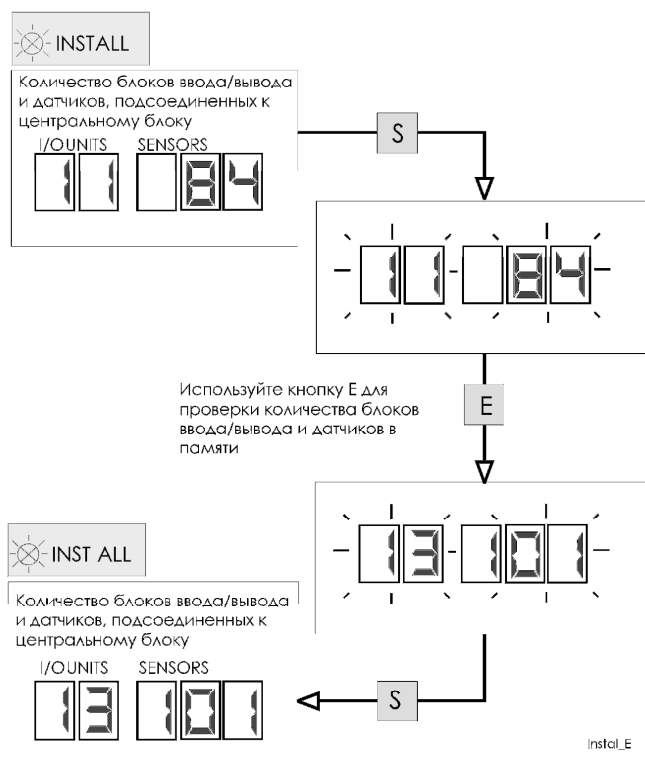 INSTALL
Количество блоков ввода/вывода
и датчиков, подсоединенных к
центральному блоку
I/OUNITS SENSORS
11 84
S
11- 84
Используйте кнопку E для
проверки количества блоков
ввода/вывода и датчиков в
памяти
E
13-101
INST ALL
Количество блоков ввода/вывода
и датчиков, подсоединенных к
центральному блоку
I/OUNITS SENSORS
13 101
S
Instal_E